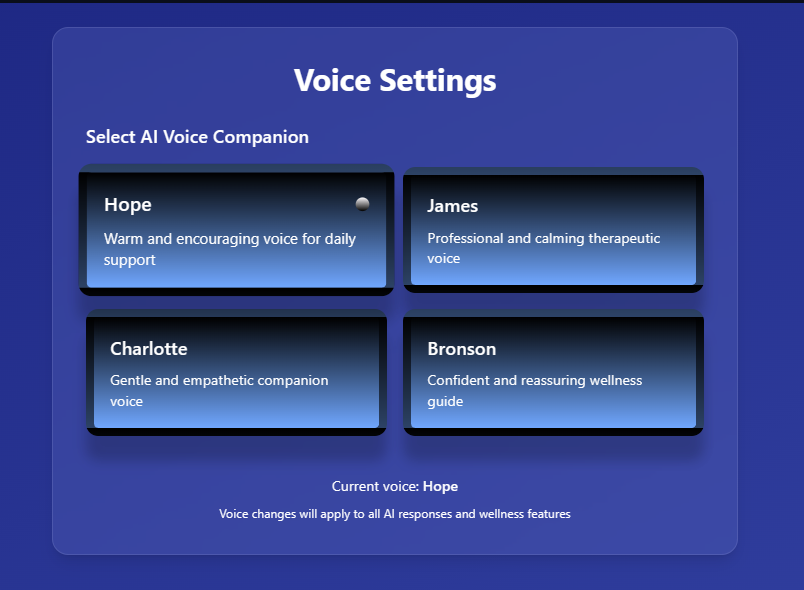 Voice Settings
Select AI Voice Companion
Hope
Warm and encouraging voice for daily
support
James
Professional and calming therapeutic
voice
Charlotte
Gentle and empathetic companion
voice
Bronson
Confident and reassuring wellness
guide
Current voice: Hope
Voice changes will apply to all AI responses and wellness features